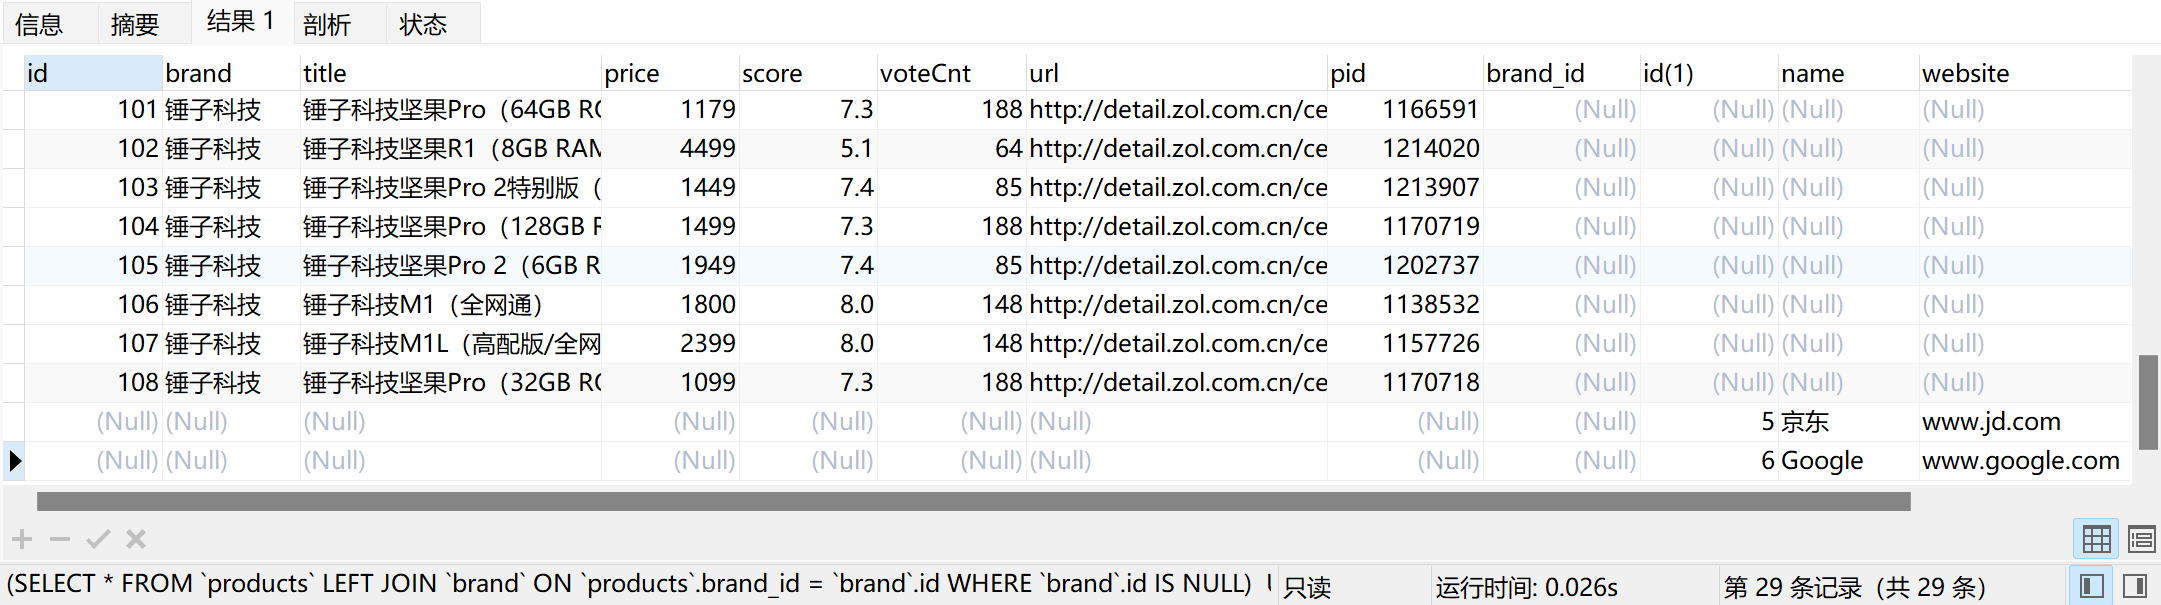 信息 摘要 结果 1 剖析 状态
id brand title price score voteCnt url pid brand_id id(1) name website
101 锤子科技 锤子科技坚果Pro（64GB RO 1179 7.3 188 http://detail.zol.com.cn/ce 1166591 (Null) (Null) (Null) (Null)
102 锤子科技 锤子科技坚果R1（8GB RAM 4499 5.1 64 http://detail.zol.com.cn/ce 1214020 (Null) (Null) (Null) (Null)
103 锤子科技 锤子科技坚果Pro 2特别版（ 1449 7.4 85 http://detail.zol.com.cn/ce 1213907 (Null) (Null) (Null) (Null)
104 锤子科技 锤子科技坚果Pro（128GB R 1499 7.3 188 http://detail.zol.com.cn/ce 1170719 (Null) (Null) (Null) (Null)
105 锤子科技 锤子科技坚果Pro 2（6GB R 1949 7.4 85 http://detail.zol.com.cn/ce 1202737 (Null) (Null) (Null) (Null)
106 锤子科技 锤子科技M1（全网通） 1800 8.0 148 http://detail.zol.com.cn/ce 1138532 (Null) (Null) (Null) (Null)
107 锤子科技 锤子科技M1L（高配版/全网 2399 8.0 148 http://detail.zol.com.cn/ce 1157726 (Null) (Null) (Null) (Null)
108 锤子科技 锤子科技坚果Pro（32GB RO 1099 7.3 188 http://detail.zol.com.cn/ce 1170718 (Null) (Null) (Null) (Null)
(Null) (Null) (Null) (Null) (Null) (Null) (Null) (Null) (Null) 5 京东 www.jd.com
(Null) (Null) (Null) (Null) (Null) (Null) (Null) (Null) (Null) 6 Google www.google.com
(SELECT * FROM `products` LEFT JOIN `brand` ON `products`.brand_id = `brand`.id WHERE `brand`.id IS NULL) U 只读 运行时间: 0.026s 第 29 条记录（共 29 条）